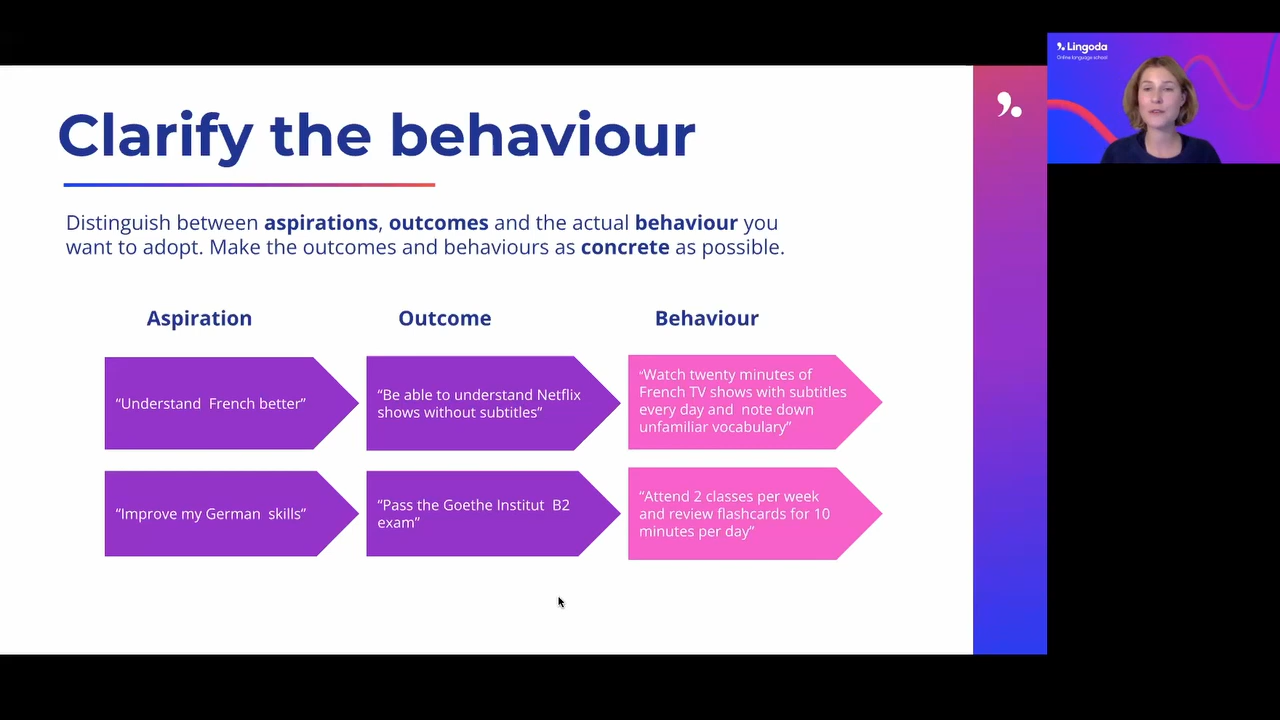 Clarify the behaviour
Distinguish between aspirations, outcomes and the actual behaviour you
want to adopt. Make the outcomes and behaviours as concrete as possible.
Aspiration
Outcome
Behaviour
“Understand French better”
“Be able to understand Netflix
shows without subtitles”
“Watch twenty minutes of
French TV shows with subtitles
every day and note down
unfamiliar vocabulary”
“Improve my German skills”
“Pass the Goethe Institut B2
exam”
“Attend 2 classes per week
and review flashcards for 10
minutes per day”
Lingoda
Online language school